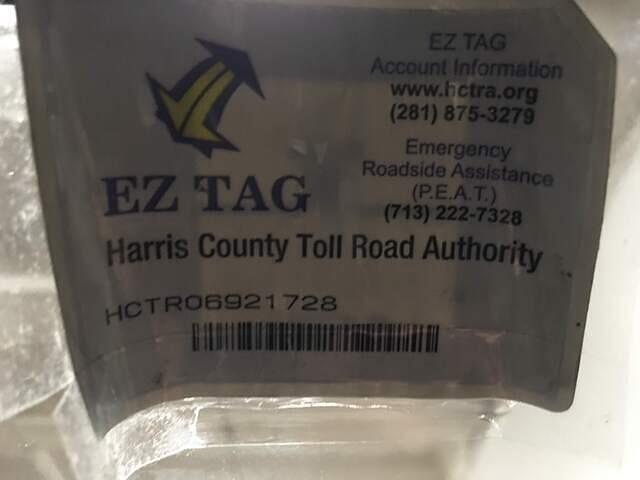 EZ TAG
Account Information
www.hctra.org
(281) 875-3279
Emergency
Roadside Assistance
(P.E.A.T.)
(713) 222-7328
EZ TAG
Harris County Toll Road Authority
HCTR06921728